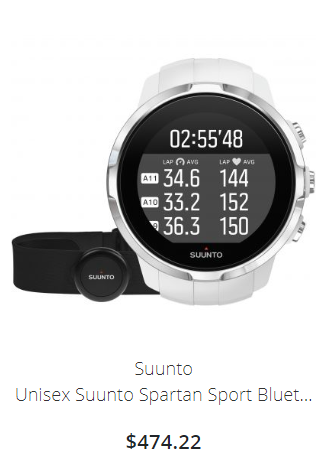 02:55'48
LAP AVG LAP AVG
A11 34.6 144
A10 33.2 152
36.3 150
SUUNTO
SUUNTO
Suunto
Unisex Suunto Spartan Sport Bluet...
$474.22